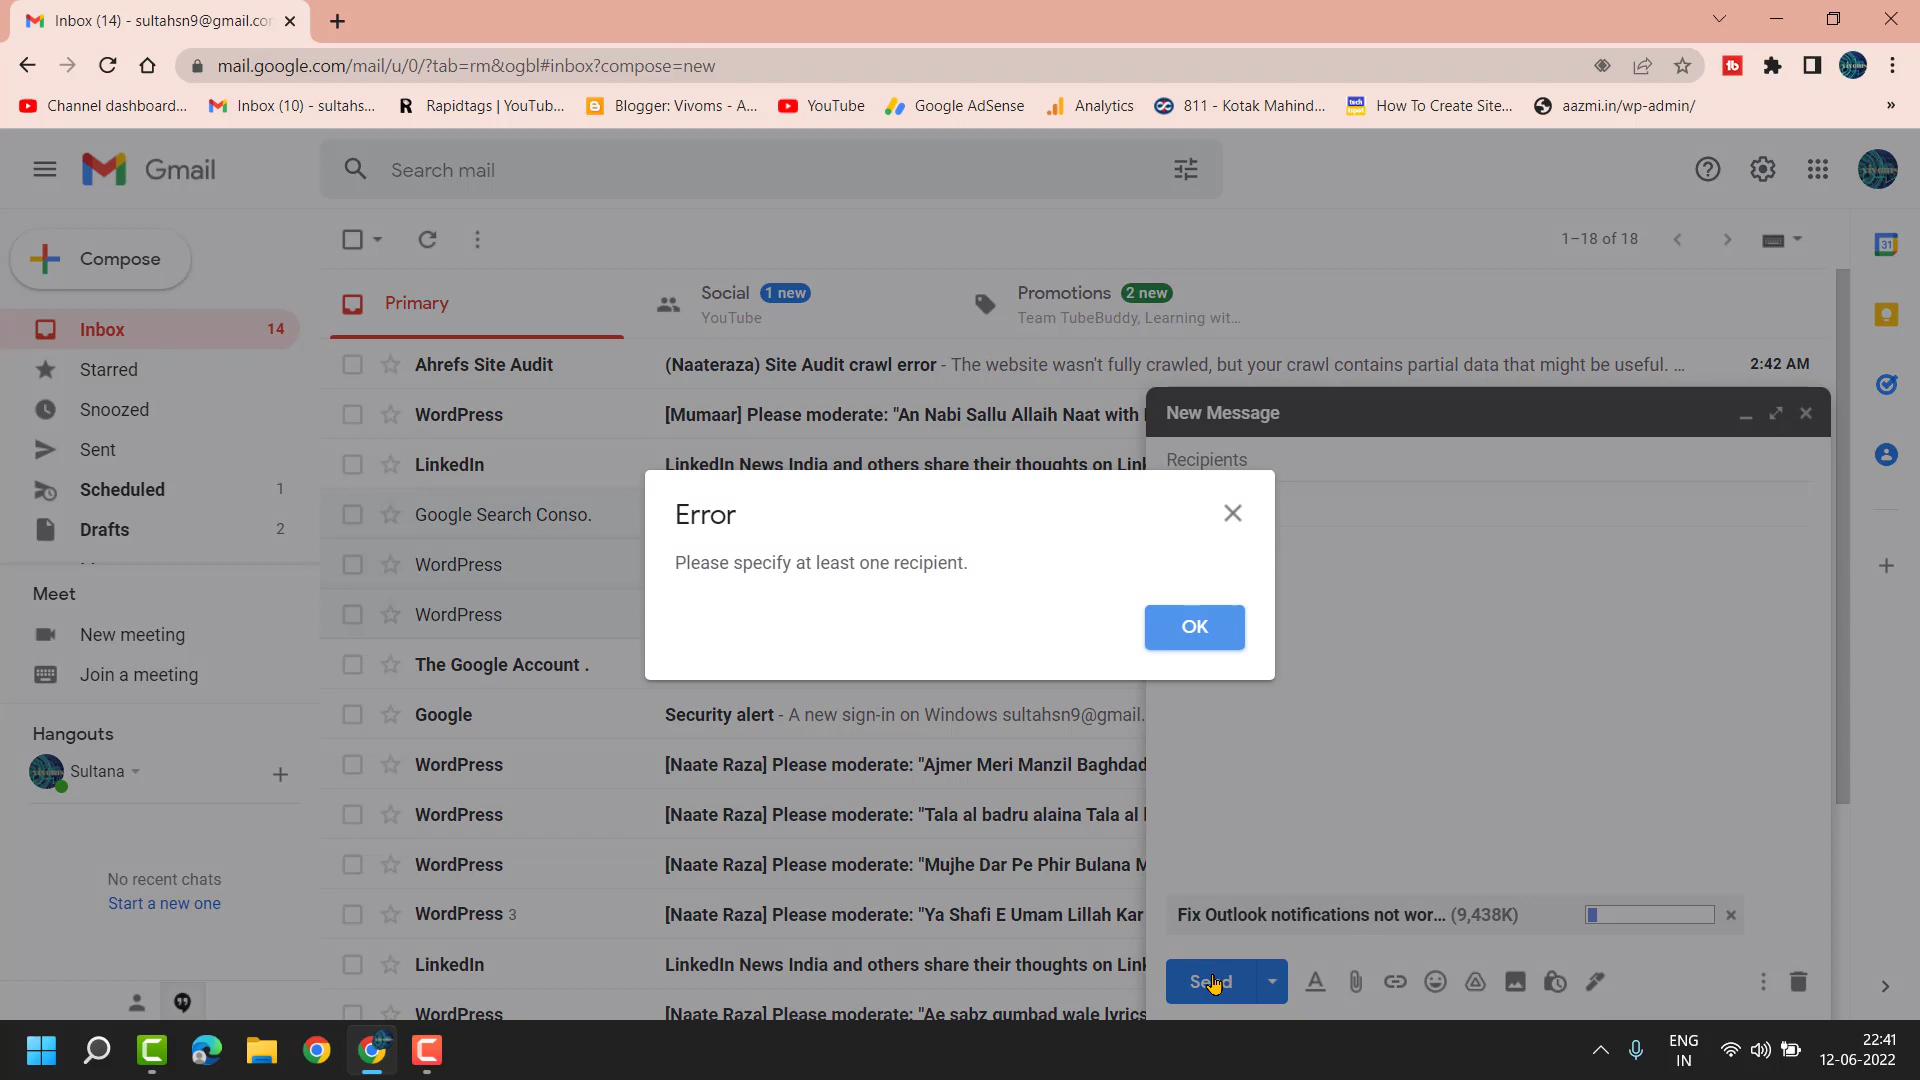 Inbox (14) - sultahsn9@gmail.co
mail.google.com/mail/u/0/?tab=rm&ogbl#inbox?compose=new
Channel dashboard...
Inbox (10) - sultahs...
R Rapidtags | YouTub...
Blogger: Vivoms - A...
YouTube
Google AdSense
Analytics
811 - Kotak Mahind...
How To Create Site...
aazmi.in/wp-admin/
»
Gmail
Search mail
Compose
1–18 of 18
Primary
Social 1 new
YouTube
Promotions 2 new
Team TubeBuddy, Learning wit...
Inbox 14
Starred
Snoozed
Sent
Scheduled 1
Drafts 2
Meet
New meeting
Join a meeting
Hangouts
Sultana
No recent chats
Start a new one
Ahrefs Site Audit (Naateraza) Site Audit crawl error - The website wasn't fully crawled, but your crawl contains partial data that might be useful. ... 2:42 AM
WordPress [Mumaar] Please moderate: "An Nabi Sallu Allaih Naat with
LinkedIn LinkedIn News India and others share their thoughts on Lin
Google Search Conso.
WordPress
WordPress
The Google Account .
Google Security alert - A new sign-in on Windows sultahsn9@gmail.
WordPress [Naate Raza] Please moderate: "Ajmer Meri Manzil Baghdad
WordPress [Naate Raza] Please moderate: "Tala al badru alaina Tala al
WordPress [Naate Raza] Please moderate: "Mujhe Dar Pe Phir Bulana M
WordPress 3 [Naate Raza] Please moderate: "Ya Shafi E Umam Lillah Kar
LinkedIn LinkedIn News India and others share their thoughts on Lin
WordPress [Naate Raza] Please moderate: "Ae sabz gumbad wale lyrics
New Message
Recipients
Error
Please specify at least one recipient.
OK
Fix Outlook notifications not wor... (9,438K)
Send
31
ENG
IN
22:41
12-06-2022